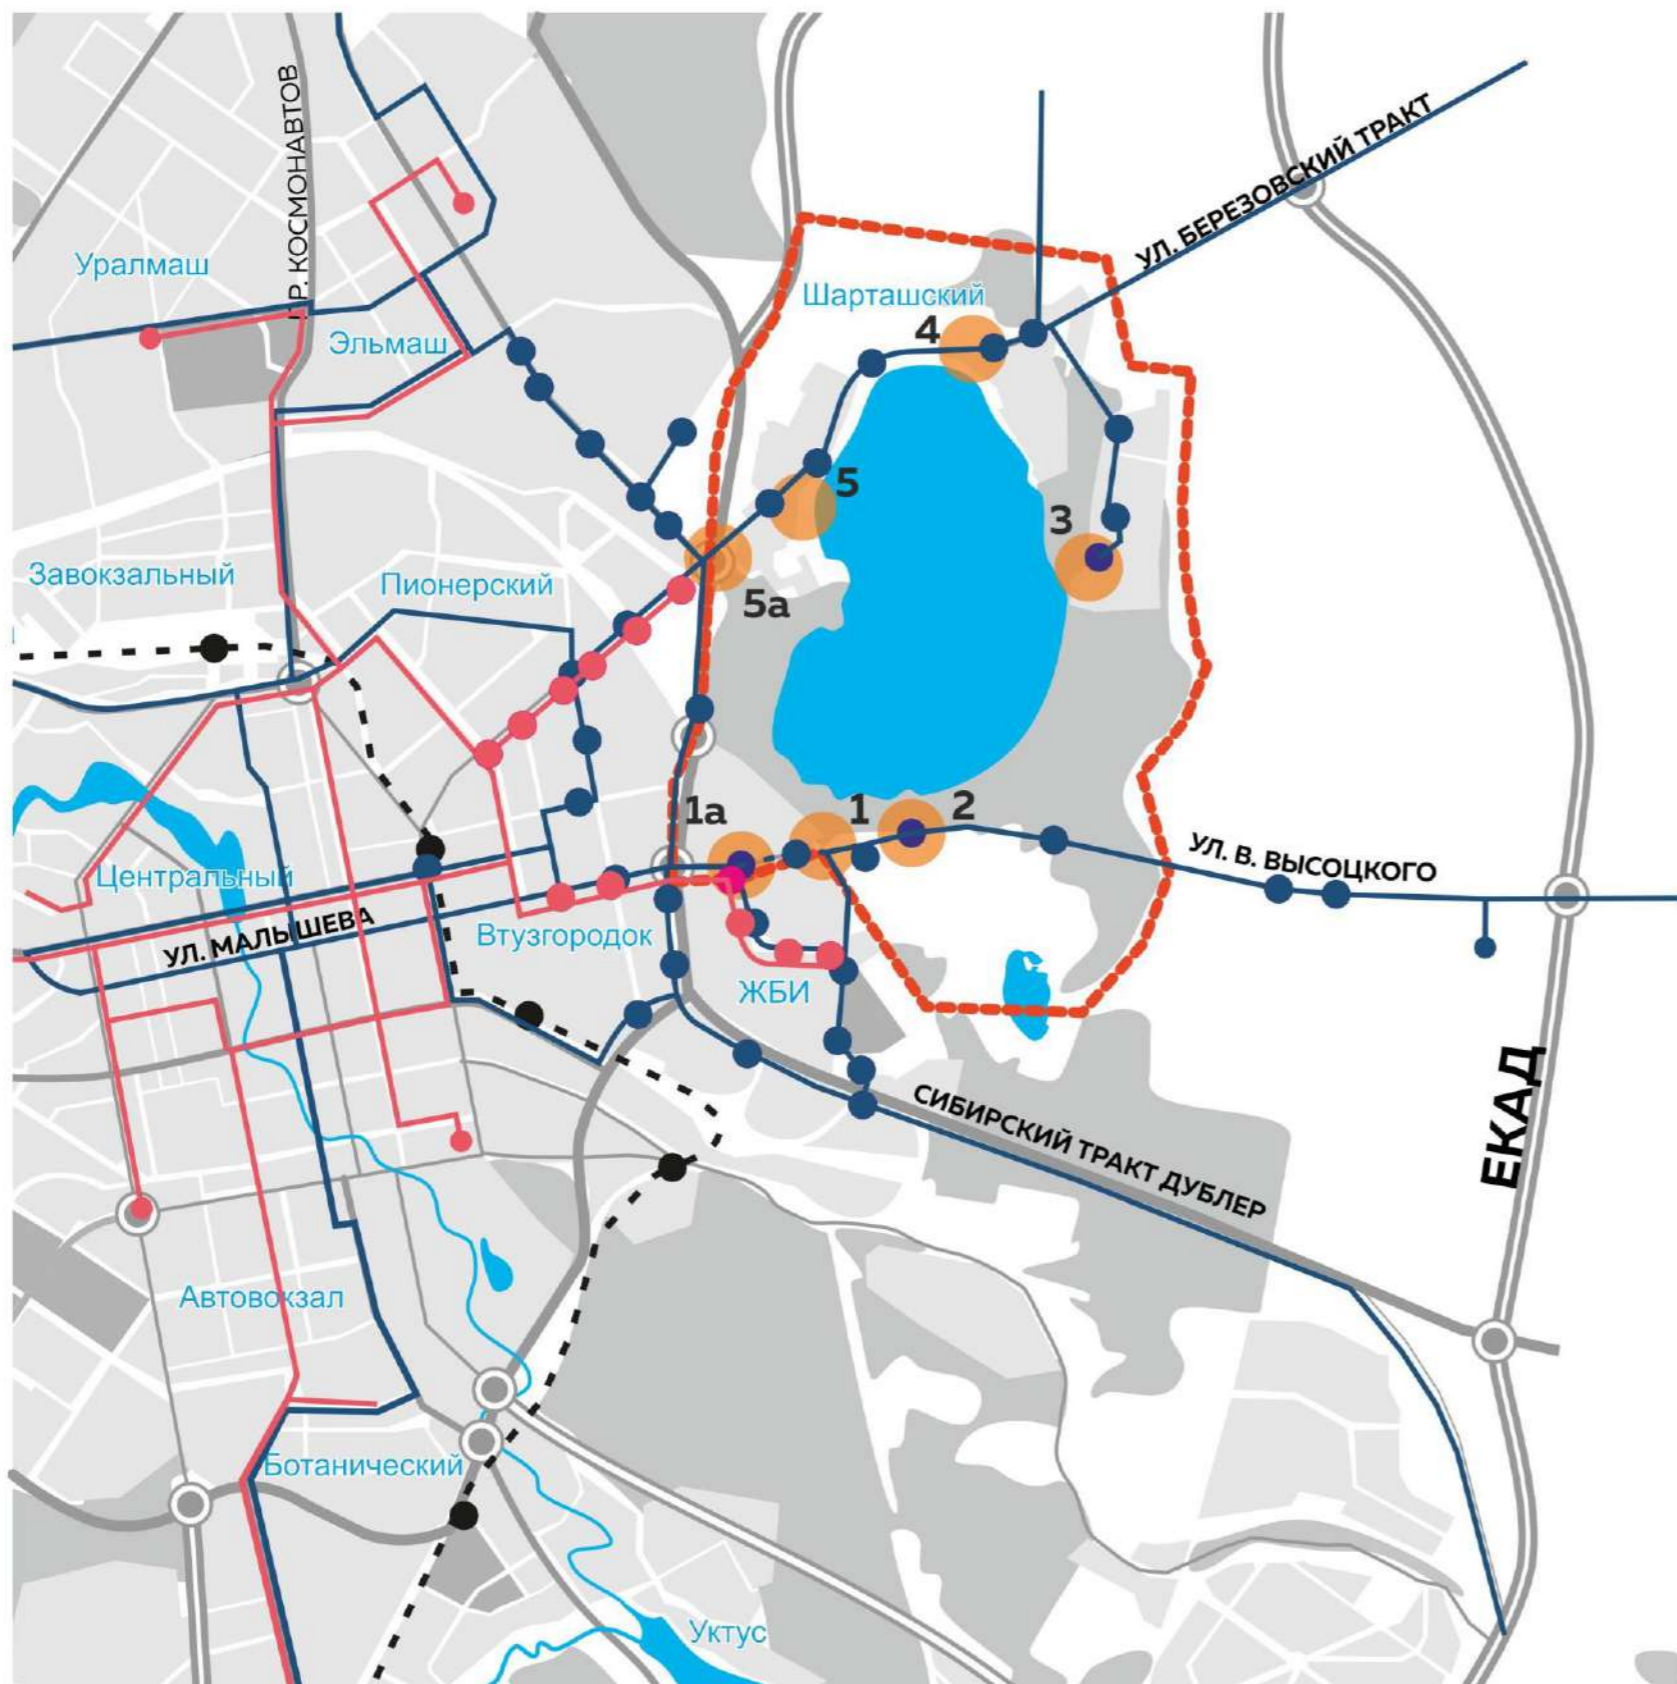 Р. КОСМОНАВТОВ
УЛ. БЕРЕЗОВСКИЙ ТРАКТ
Уралмаш
Шарташский
4
Эльмаш
5
3
Завокзальный
Пионерский
5а
1а
1
2
УЛ. В. ВЫСОЦКОГО
Центральный
УЛ. МАЛЫШЕВА
Втузгородок
ЖБИ
ЕКАД
СИБИРСКИЙ ТРАКТ ДУБЛЕР
Автовокзал
Ботанический
Уктус